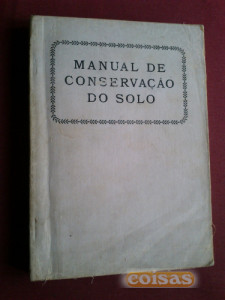 MANUAL DE
CONSERVAÇÃO
DO SOLO
coisas